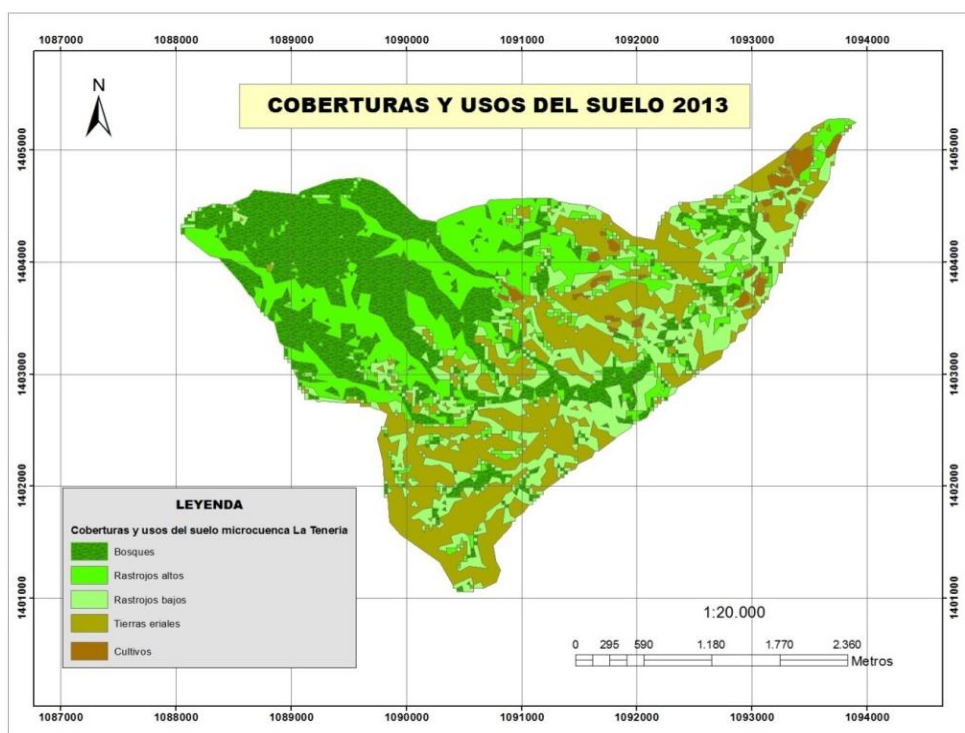 1087000 1088000 1089000 1090000 1091000 1092000 1093000 1094000
N
COBERTURAS Y USOS DEL SUELO 2013
1405000 1405000
1404000 1404000
1403000 1403000
1402000 1402000
1401000 1401000
LEYENDA
Coberturas y usos del suelo microcuenca La Teneria
Bosques
Rastrojos altos
Rastrojos bajos
Tierras eriales
Cultivos
1:20.000
0 295 590 1.180 1.770 2.360
Metros
1087000 1088000 1089000 1090000 1091000 1092000 1093000 1094000